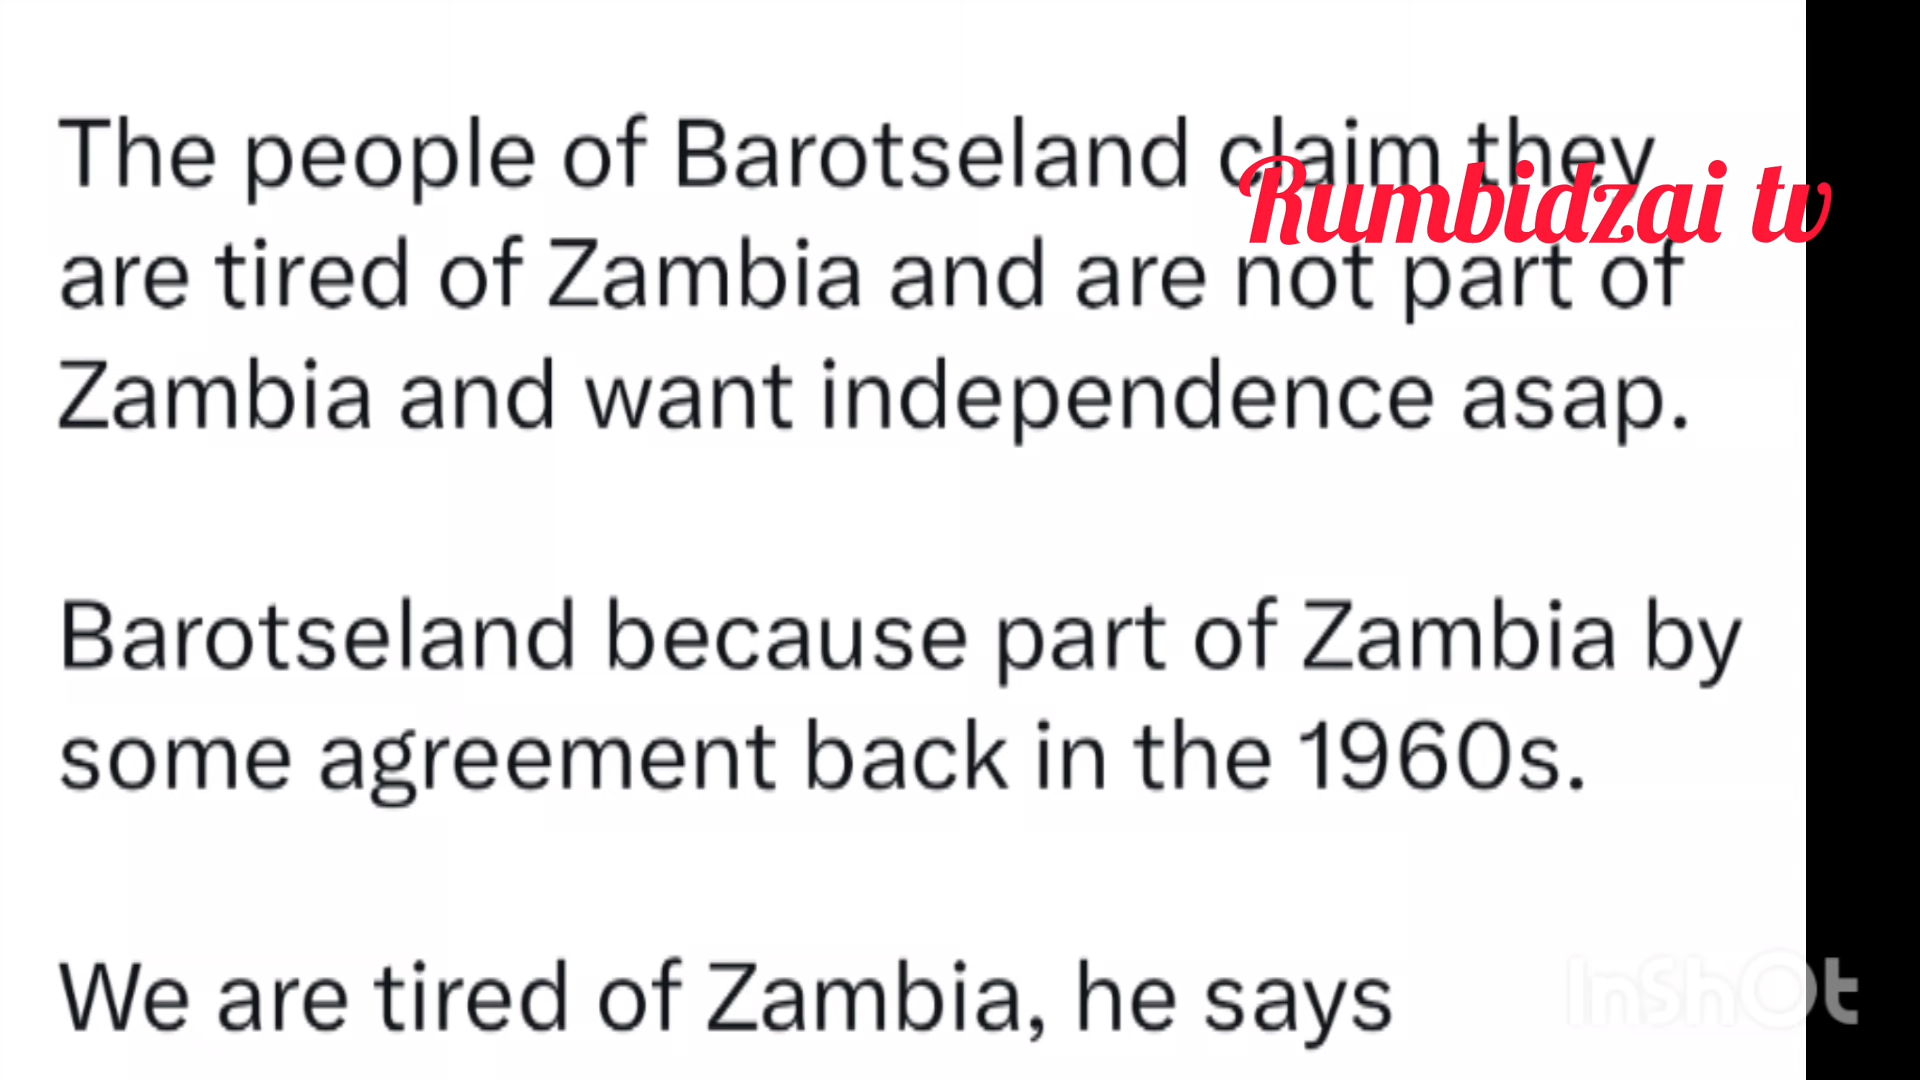 The people of Barotseland claim they
Rumbidzai tv
are tired of Zambia and are not part of
Zambia and want independence asap.
Barotseland because part of Zambia by
some agreement back in the 1960s.
We are tired of Zambia, he says
InShOt